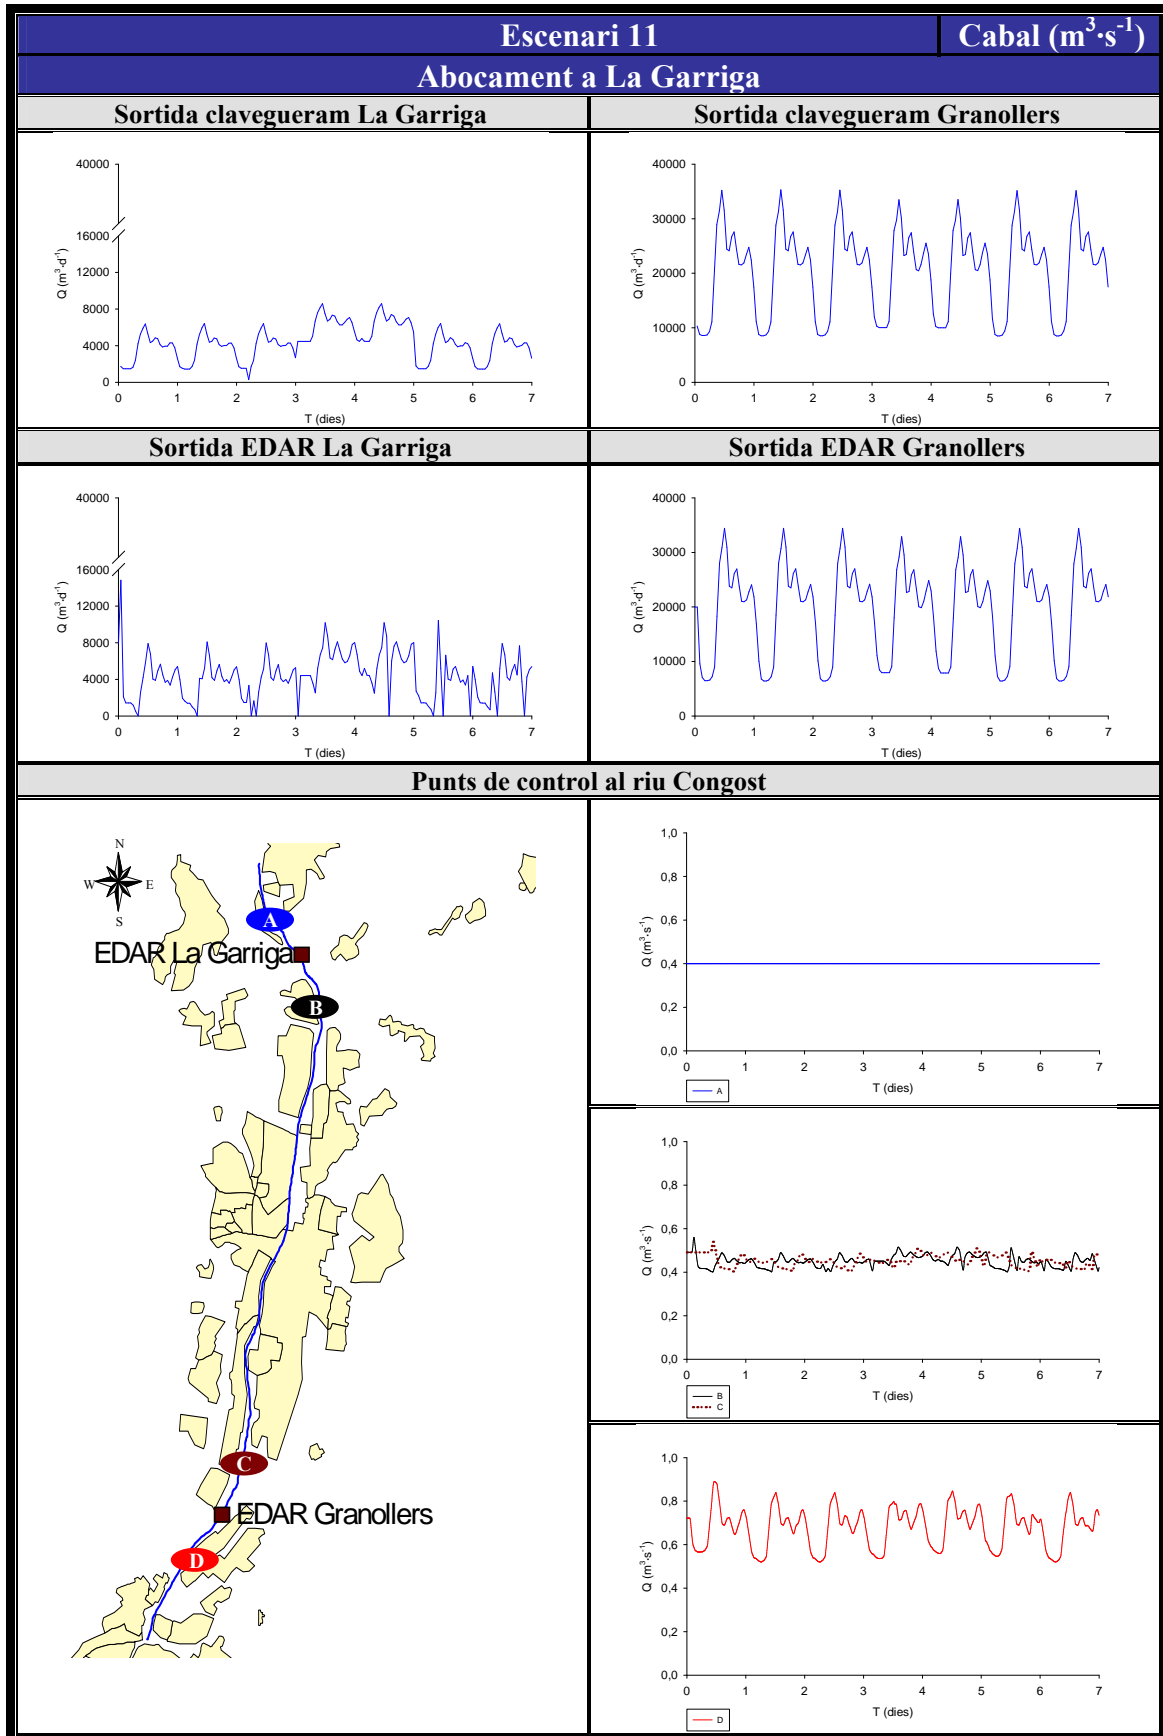 Escenari 11
Cabal (m³·s⁻¹)
Abocament a La Garriga
Sortida clavegueram La Garriga
Sortida clavegueram Granollers
40000
16000
12000
8000
4000
0
Q (m³·d⁻¹)
0 1 2 3 4 5 6 7
T (dies)
40000
30000
20000
10000
0
Q (m³·d⁻¹)
0 1 2 3 4 5 6 7
T (dies)
Sortida EDAR La Garriga
Sortida EDAR Granollers
40000
16000
12000
8000
4000
0
Q (m³·d⁻¹)
0 1 2 3 4 5 6 7
T (dies)
40000
30000
20000
10000
0
Q (m³·d⁻¹)
0 1 2 3 4 5 6 7
T (dies)
Punts de control al riu Congost
N
W E
S
A
EDAR La Garriga
B
C
EDAR Granollers
D
1,0
0,8
0,6
0,4
0,2
0,0
Q (m³·s⁻¹)
0 1 2 3 4 5 6 7
T (dies)
A
1,0
0,8
0,6
0,4
0,2
0,0
Q (m³·s⁻¹)
0 1 2 3 4 5 6 7
T (dies)
B
C
1,0
0,8
0,6
0,4
0,2
0,0
Q (m³·s⁻¹)
0 1 2 3 4 5 6 7
T (dies)
D